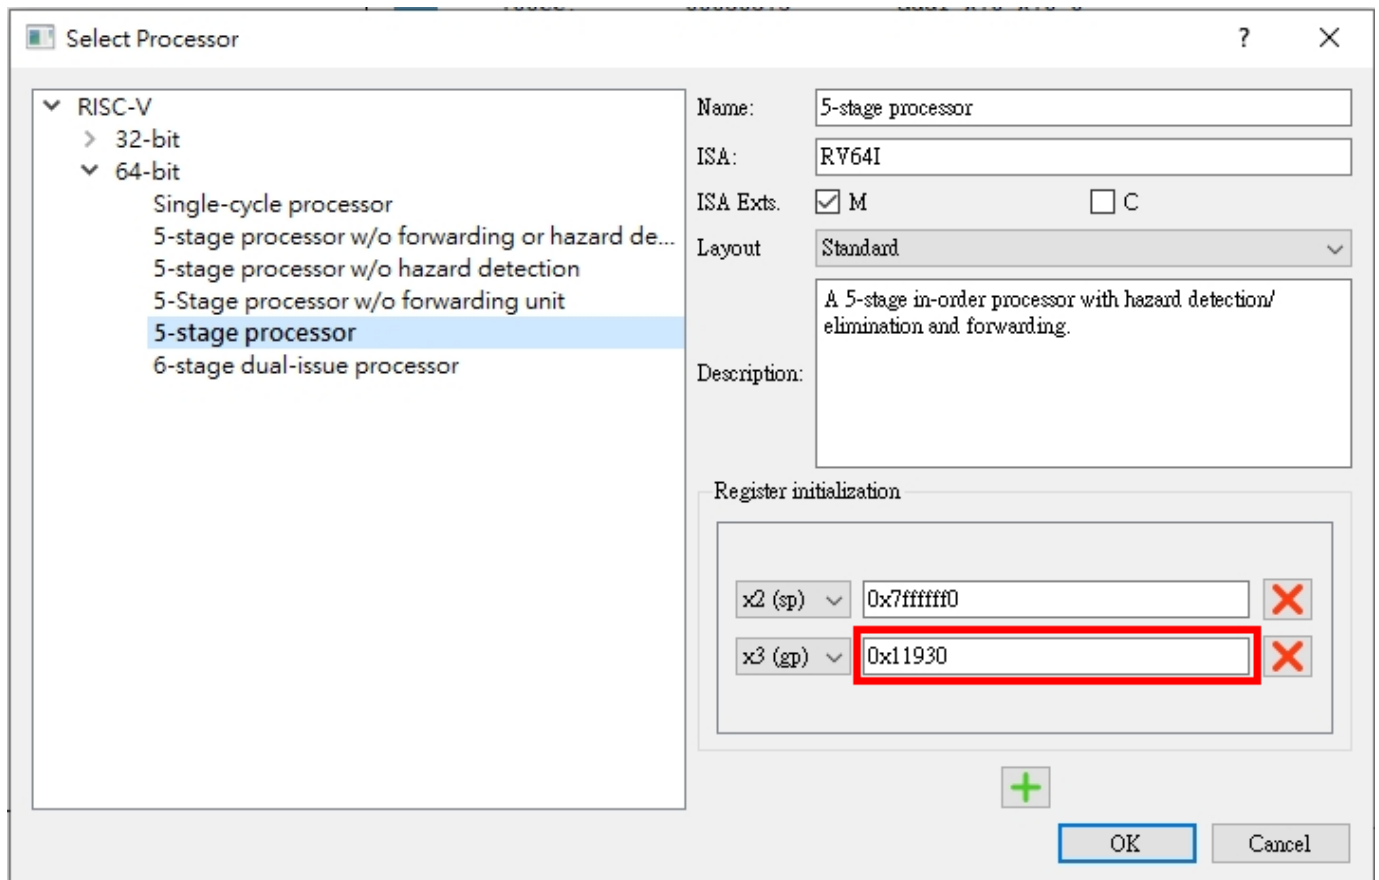 Select Processor
?
RISC-V
32-bit
64-bit
Single-cycle processor
5-stage processor w/o forwarding or hazard de...
5-stage processor w/o hazard detection
5-Stage processor w/o forwarding unit
5-stage processor
6-stage dual-issue processor
Name: 5-stage processor
ISA: RV64I
ISA Exts. M C
Layout Standard
Description:
A 5-stage in-order processor with hazard detection/
elimination and forwarding.
Register initialization
x2 (sp) 0x7ffffff0
x3 (gp) 0x11930
OK Cancel